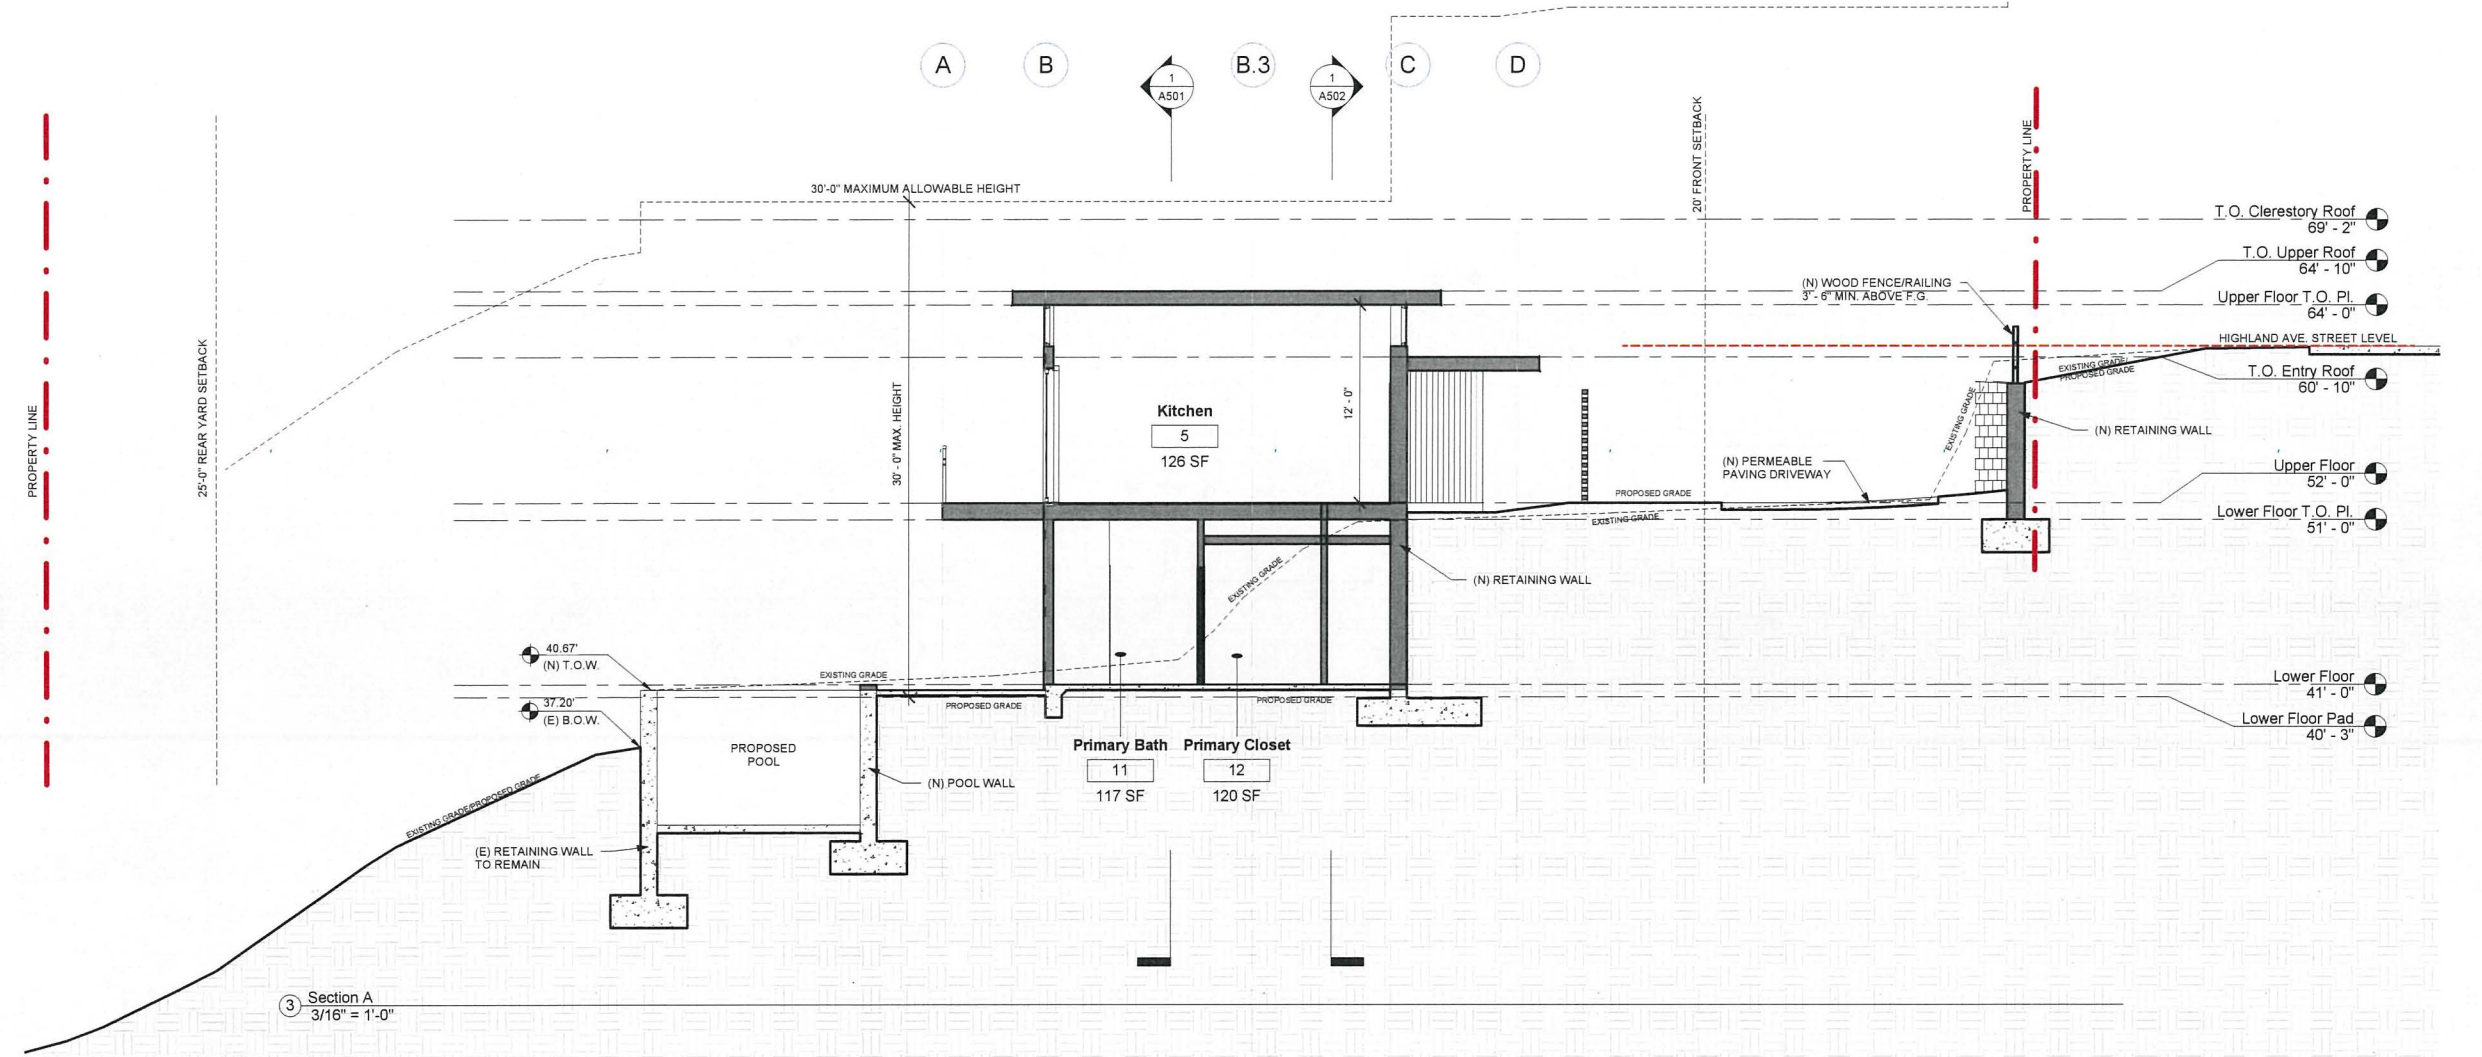 A
B
B.3
C
D
1
A501
1
A502
PROPERTY LINE
25'-0" REAR YARD SETBACK
30'-0" MAXIMUM ALLOWABLE HEIGHT
30' - 0" MAX. HEIGHT
20' FRONT SETBACK
PROPERTY LINE
T.O. Clerestory Roof
69' - 2"
T.O. Upper Roof
64' - 10"
Upper Floor T.O. Pl.
64' - 0"
HIGHLAND AVE. STREET LEVEL
T.O. Entry Roof
60' - 10"
Upper Floor
52' - 0"
Lower Floor T.O. Pl.
51' - 0"
Lower Floor
41' - 0"
Lower Floor Pad
40' - 3"
(N) WOOD FENCE/RAILING
3' - 6" MIN. ABOVE F.G.
EXISTING GRADE/
PROPOSED GRADE
EXISTING GRADE
(N) RETAINING WALL
(N) PERMEABLE
PAVING DRIVEWAY
PROPOSED GRADE
EXISTING GRADE
(N) RETAINING WALL
Kitchen
5
126 SF
12' - 0"
EXISTING GRADE
40.67'
(N) T.O.W.
37.20'
(E) B.O.W.
EXISTING GRADE
PROPOSED GRADE
PROPOSED GRADE
PROPOSED
POOL
(N) POOL WALL
Primary Bath
11
117 SF
Primary Closet
12
120 SF
EXISTING GRADE/PROPOSED GRADE
(E) RETAINING WALL
TO REMAIN
3
Section A
3/16" = 1'-0"